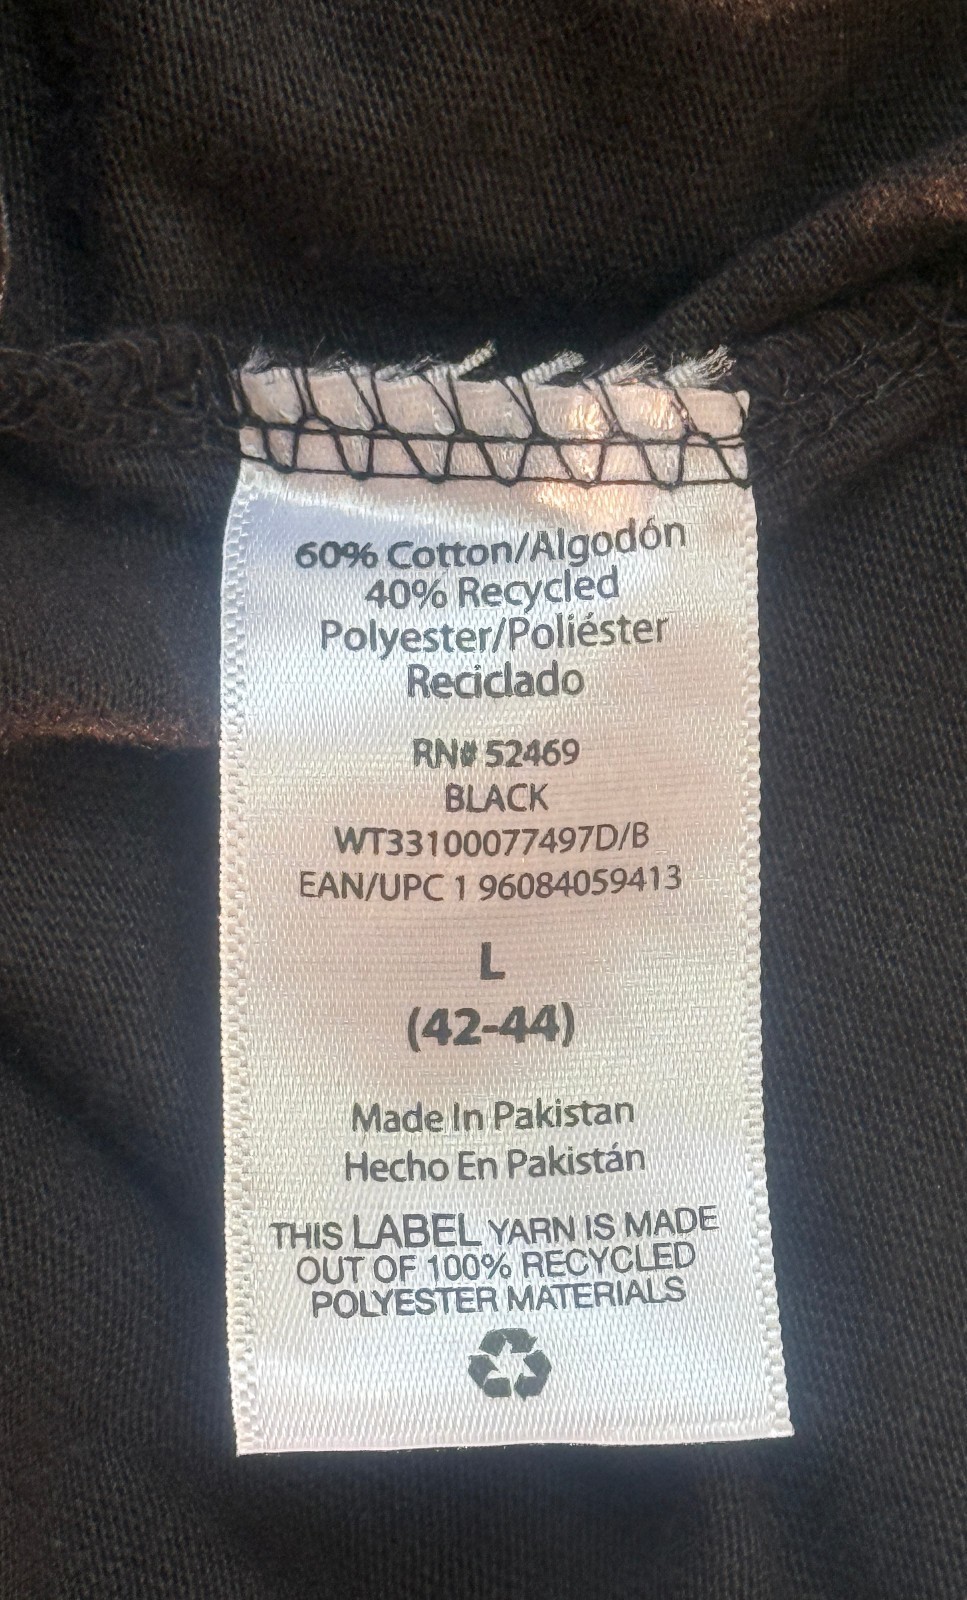 60% Cotton/Algodón
40% Recycled
Polyester/Poliéster
Reciclado
RN# 52469
BLACK
WT33100077497D/B
EAN/UPC 1 96084059413
L
(42-44)
Made In Pakistan
Hecho En Pakistán
THIS LABEL YARN IS MADE
OUT OF 100% RECYCLED
POLYESTER MATERIALS